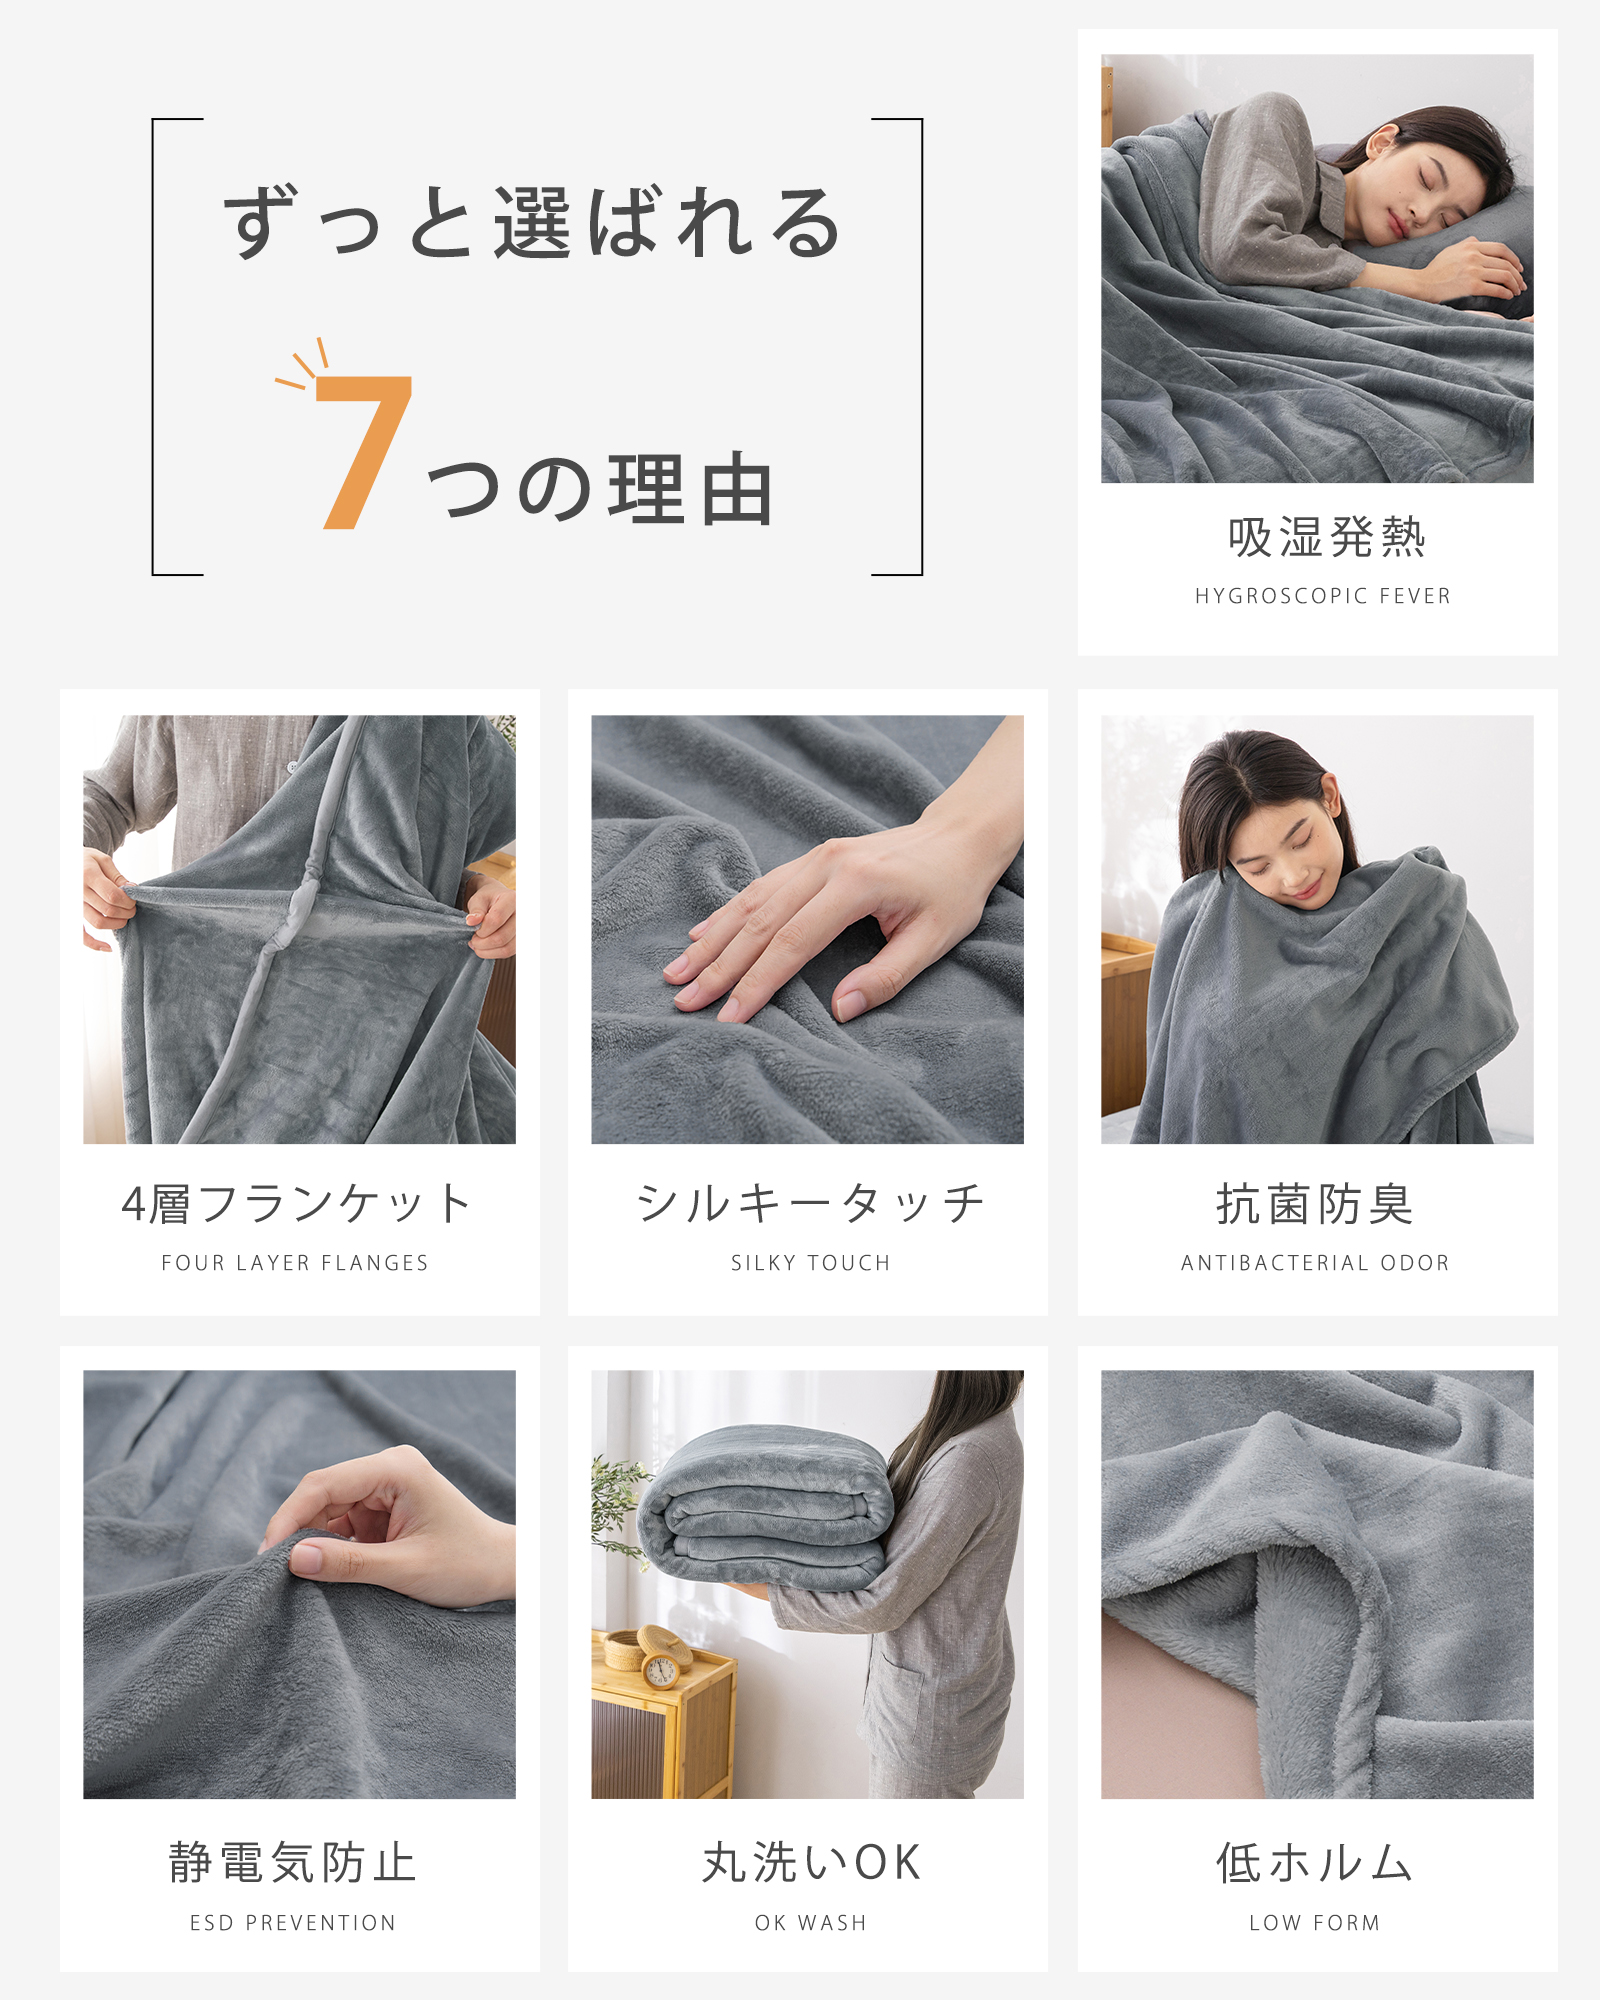 ずっと選ばれる
7つの理由
吸湿発熱
HYGROSCOPIC FEVER
4層フランケット
FOUR LAYER FLANGES
シルキータッチ
SILKY TOUCH
抗菌防臭
ANTIBACTERIAL ODOR
静電気防止
ESD PREVENTION
丸洗いOK
OK WASH
低ホルム
LOW FORM